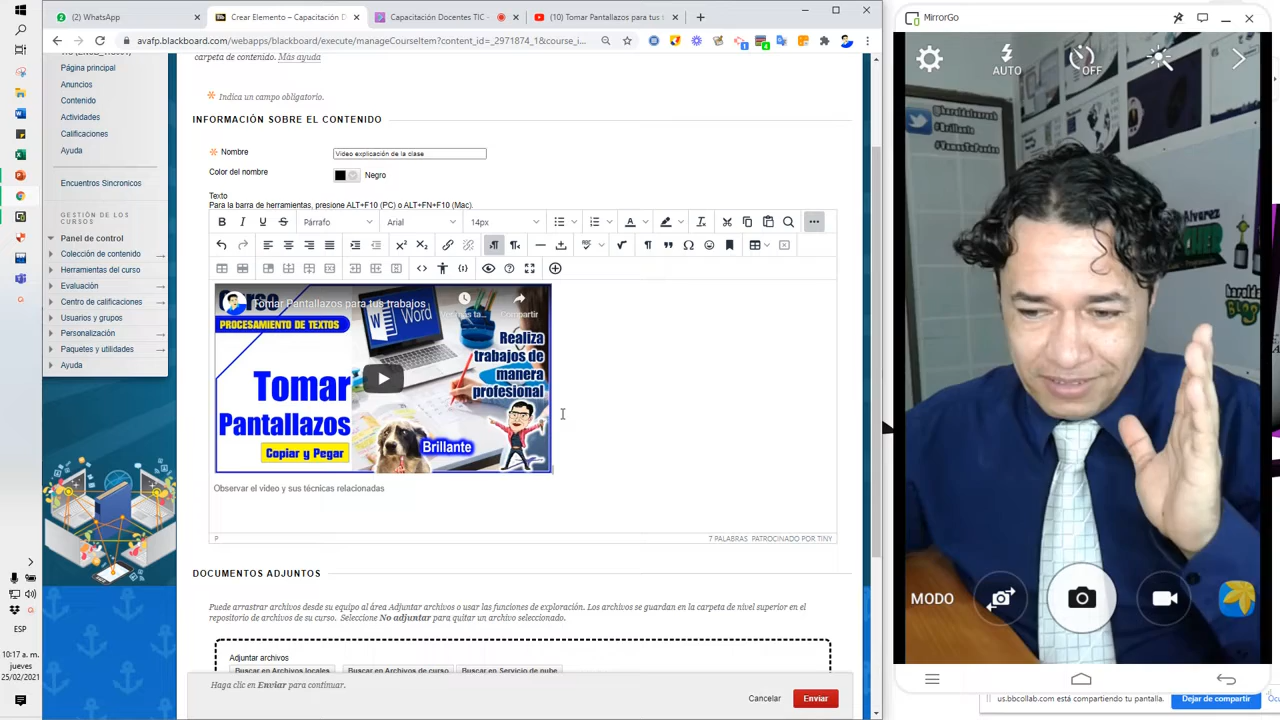 (2) WhatsApp
Crear Elemento – Capacitación D
Capacitación Docentes TIC -
(10) Tomar Pantallazos para tus t
MirrorGo
avafp.blackboard.com/webapps/blackboard/execute/manageCourseItem?content_id=_2971874_1&course_i...
Página principal
Anuncios
Contenido
Actividades
Calificaciones
Ayuda
Encuentros Sincronicos
GESTIÓN DE LOS CURSOS
Panel de control
Colección de contenido
Herramientas del curso
Evaluación
Centro de calificaciones
Usuarios y grupos
Personalización
Paquetes y utilidades
Ayuda
carpeta de contenido. Más ayuda
Indica un campo obligatorio.
INFORMACIÓN SOBRE EL CONTENIDO
Nombre
Video explicación de la clase
Color del nombre
Negro
Texto
Para la barra de herramientas, presione ALT+F10 (PC) o ALT+FN+F10 (Mac).
Párrafo
Arial
14px
Tomar Pantallazos para tus trabajos
Compartir
PROCESAMIENTO DE TEXTOS
Word
Realiza
trabajos de
manera
profesional
Tomar
Pantallazos
Copiar y Pegar
Brillante
Observar el video y sus técnicas relacionadas
P
7 PALABRAS PATROCINADO POR TINY
DOCUMENTOS ADJUNTOS
Puede arrastrar archivos desde su equipo al área Adjuntar archivos o usar las funciones de exploración. Los archivos se guardan en la carpeta de nivel superior en el
repositorio de archivos de su curso. Seleccione No adjuntar para quitar un archivo seleccionado.
Adjuntar archivos
Buscar en Archivos locales
Buscar en Archivos de curso
Buscar en Servicio de nube
Haga clic en Enviar para continuar.
Cancelar
Enviar
AUTO
OFF
@haroldalvarezh
#Brillante
#VamosTuPuedes
Alvarez
MODO
us.bbcollab.com está compartiendo tu pantalla.
Dejar de compartir
ESP
10:17 a. m.
jueves
25/02/2021